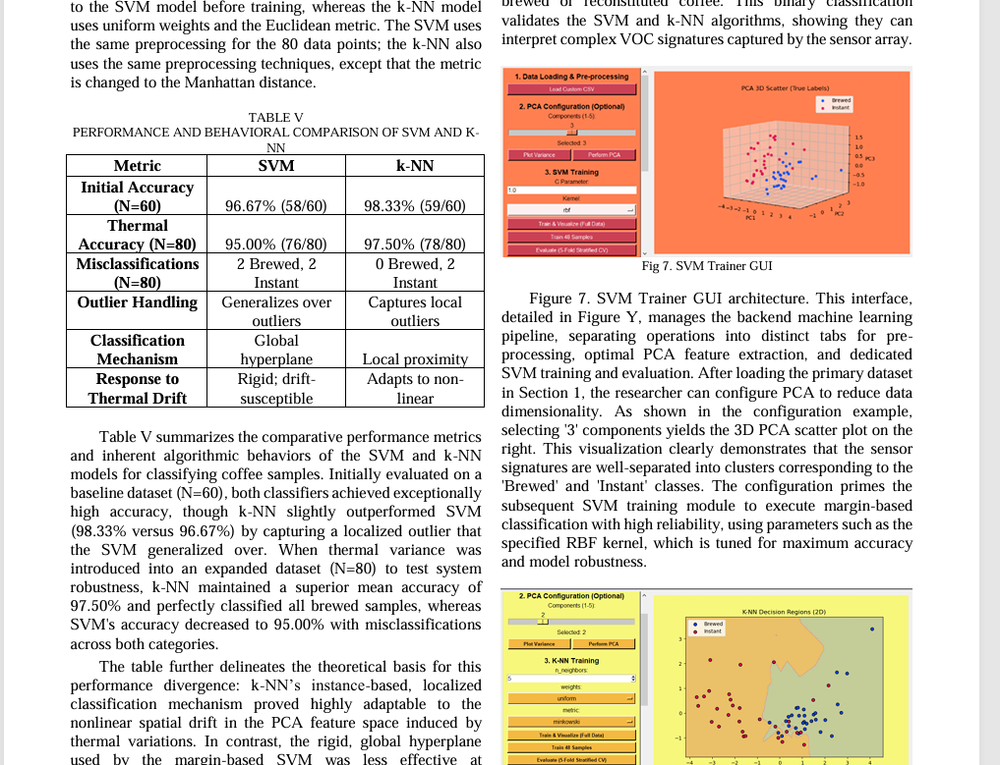 to the SVM model before training, whereas the k-NN model
uses uniform weights and the Euclidean metric. The SVM uses
the same preprocessing for the 80 data points; the k-NN also
uses the same preprocessing techniques, except that the metric
is changed to the Manhattan distance.
TABLE V
PERFORMANCE AND BEHAVIORAL COMPARISON OF SVM AND K-
NN
Metric SVM k-NN
Initial Accuracy
(N=60) 96.67% (58/60) 98.33% (59/60)
Thermal
Accuracy (N=80) 95.00% (76/80) 97.50% (78/80)
Misclassifications 2 Brewed, 2 0 Brewed, 2
(N=80) Instant Instant
Outlier Handling Generalizes over Captures local
outliers outliers
Classification Global
Mechanism hyperplane Local proximity
Response to Rigid; drift- Adapts to non-
Thermal Drift susceptible linear
Table V summarizes the comparative performance metrics
and inherent algorithmic behaviors of the SVM and k-NN
models for classifying coffee samples. Initially evaluated on a
baseline dataset (N=60), both classifiers achieved exceptionally
high accuracy, though k-NN slightly outperformed SVM
(98.33% versus 96.67%) by capturing a localized outlier that
the SVM generalized over. When thermal variance was
introduced into an expanded dataset (N=80) to test system
robustness, k-NN maintained a superior mean accuracy of
97.50% and perfectly classified all brewed samples, whereas
SVM's accuracy decreased to 95.00% with misclassifications
across both categories.
The table further delineates the theoretical basis for this
performance divergence: k-NN's instance-based, localized
classification mechanism proved highly adaptable to the
nonlinear spatial drift in the PCA feature space induced by
thermal variations. In contrast, the rigid, global hyperplane
used by the margin-based SVM was less effective at
brewed or reconstituted coffee. This binary classification
validates the SVM and k-NN algorithms, showing they can
interpret complex VOC signatures captured by the sensor array.
1. Data Loading & Pre-processing
Load Custom CSV
2. PCA Configuration (Optional)
Components (1-5):
3
Selected: 3
Plot Variance Perform PCA
3. SVM Training
C Parameter:
1.0
Kernel
rbf
Train & Visualize (Full Data)
Train 48 Samples
Evaluate (5-Fold Stratified CV)
PCA 3D Scatter (True Labels)
Brewed
Instant
1.5
1.0
0.5
0.0
−0.5
−1.0
PC3
−4 −3 −2 −1 0 1 2 3 4
PC1
−1 0 1 2 3
PC2
Fig 7. SVM Trainer GUI
Figure 7. SVM Trainer GUI architecture. This interface,
detailed in Figure Y, manages the backend machine learning
pipeline, separating operations into distinct tabs for pre-
processing, optimal PCA feature extraction, and dedicated
SVM training and evaluation. After loading the primary dataset
in Section 1, the researcher can configure PCA to reduce data
dimensionality. As shown in the configuration example,
selecting '3' components yields the 3D PCA scatter plot on the
right. This visualization clearly demonstrates that the sensor
signatures are well-separated into clusters corresponding to the
'Brewed' and 'Instant' classes. The configuration primes the
subsequent SVM training module to execute margin-based
classification with high reliability, using parameters such as the
specified RBF kernel, which is tuned for maximum accuracy
and model robustness.
2. PCA Configuration (Optional)
Components (1-5):
2
Selected: 2
Plot Variance Perform PCA
3. K-NN Training
n_neighbors:
5
weights:
uniform
metric:
minkowski
Train & Visualize (Full Data)
Train 48 Samples
Evaluate (5-Fold Stratified CV)
K-NN Decision Regions (2D)
Brewed
Instant
3
2
1
0
−1
−4 −3 −2 −1 0 1 2 3 4